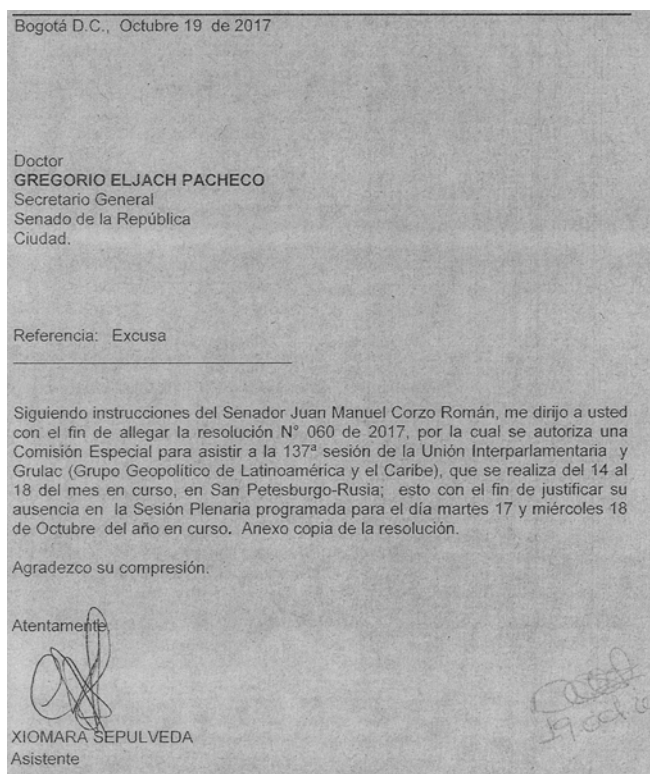 Bogotá D.C., Octubre 19 de 2017
Doctor
GREGORIO ELJACH PACHECO
Secretario General
Senado de la República
Ciudad.
Referencia: Excusa
Siguiendo instrucciones del Senador Juan Manuel Corzo Román, me dirijo a usted
con el fin de allegar la resolución N° 060 de 2017, por la cual se autoriza una
Comisión Especial para asistir a la 137ª sesión de la Unión Interparlamentaria y
Grulac (Grupo Geopolítico de Latinoamérica y el Caribe), que se realiza del 14 al
18 del mes en curso, en San Petesburgo-Rusia; esto con el fin de justificar su
ausencia en la Sesión Plenaria programada para el día martes 17 y miércoles 18
de Octubre del año en curso. Anexo copia de la resolución.
Agradezco su compresión.
Atentamente,
XIOMARA SEPULVEDA
Asistente
19 oct